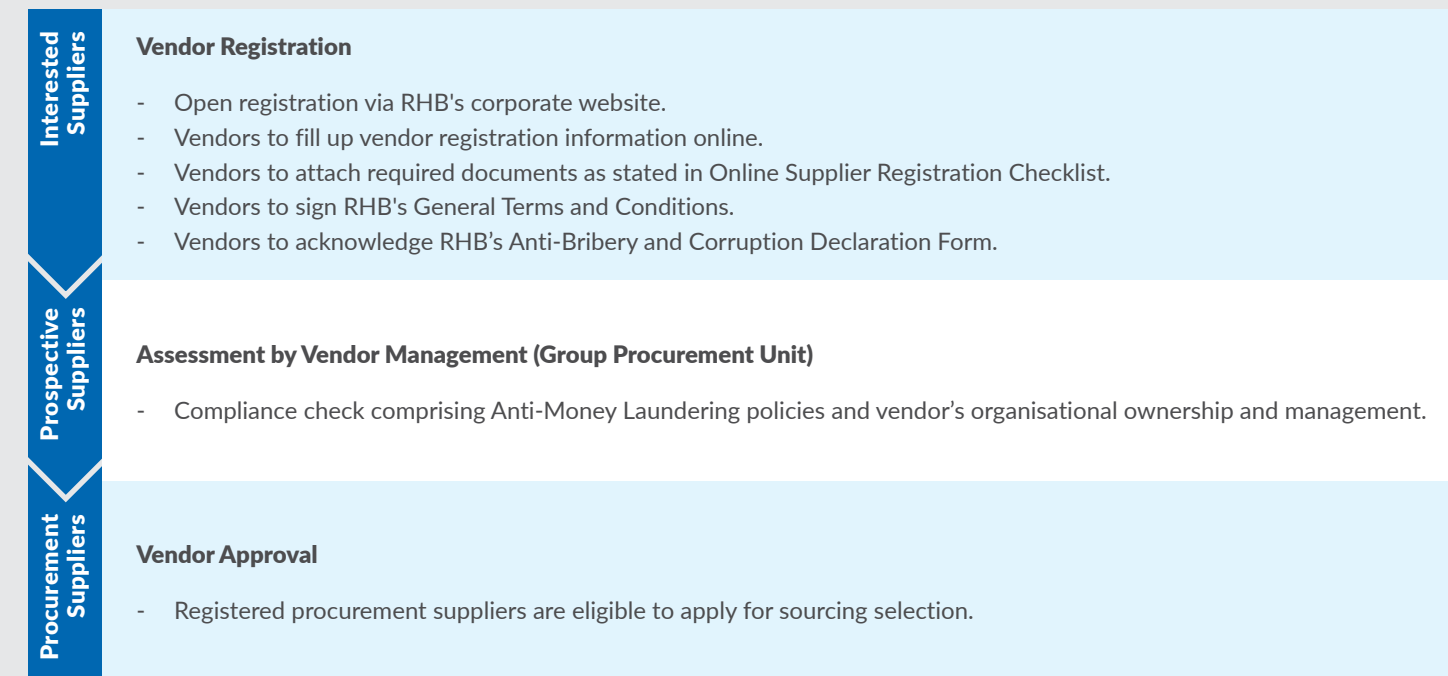 Interested
Suppliers
Vendor Registration
- Open registration via RHB's corporate website.
- Vendors to fill up vendor registration information online.
- Vendors to attach required documents as stated in Online Supplier Registration Checklist.
- Vendors to sign RHB's General Terms and Conditions.
- Vendors to acknowledge RHB’s Anti-Bribery and Corruption Declaration Form.
Prospective
Suppliers
Assessment by Vendor Management (Group Procurement Unit)
- Compliance check comprising Anti-Money Laundering policies and vendor’s organisational ownership and management.
Procurement
Suppliers
Vendor Approval
- Registered procurement suppliers are eligible to apply for sourcing selection.